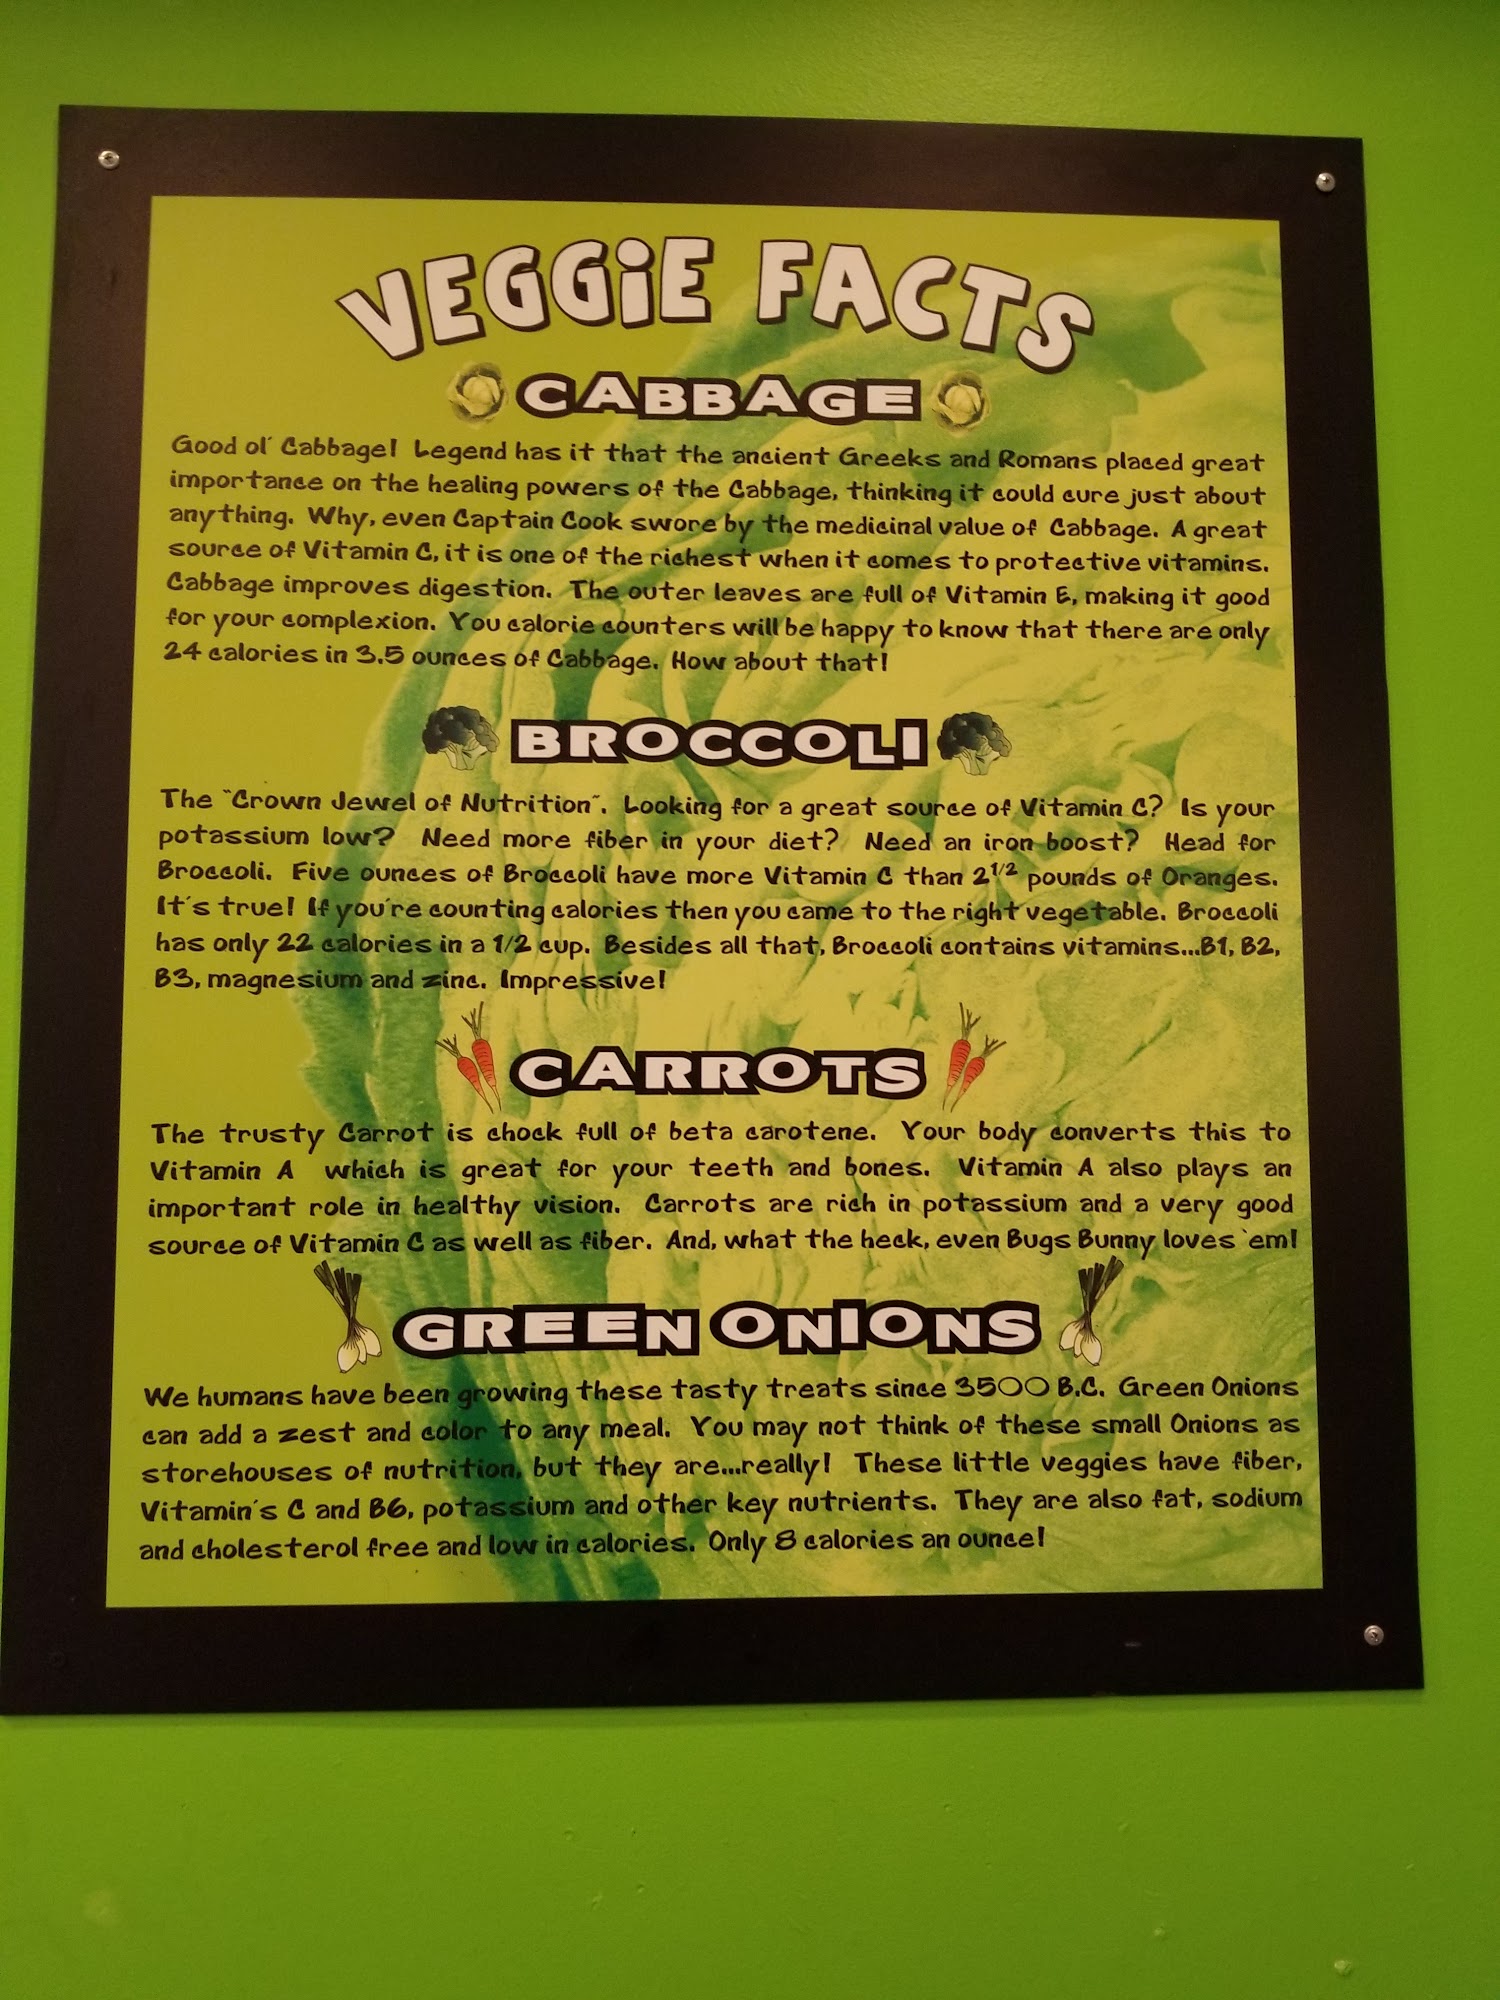 VEGGiE FACTS
CABBAGE
Good ol' Cabbage! Legend has it that the ancient Greeks and Romans placed great
importance on the healing powers of the Cabbage, thinking it could cure just about
anything. Why, even Captain Cook swore by the medicinal value of Cabbage. A great
source of Vitamin C, it is one of the richest when it comes to protective vitamins.
Cabbage improves digestion. The outer leaves are full of Vitamin E, making it good
for your complexion. You calorie counters will be happy to know that there are only
24 calories in 3.5 ounces of Cabbage. How about that!
BROCCOLI
The "Crown Jewel of Nutrition". Looking for a great source of Vitamin C? Is your
potassium low? Need more fiber in your diet? Need an iron boost? Head for
Broccoli. Five ounces of Broccoli have more Vitamin C than 2 1/2 pounds of Oranges.
It's true! If you're counting calories then you came to the right vegetable. Broccoli
has only 22 calories in a 1/2 cup. Besides all that, Broccoli contains vitamins...B1, B2,
B3, magnesium and zinc. Impressive!
CARROTS
The trusty Carrot is chock full of beta carotene. Your body converts this to
Vitamin A which is great for your teeth and bones. Vitamin A also plays an
important role in healthy vision. Carrots are rich in potassium and a very good
source of Vitamin C as well as fiber. And, what the heck, even Bugs Bunny loves 'em!
GREEN ONIONS
We humans have been growing these tasty treats since 3500 B.C. Green Onions
can add a zest and color to any meal. You may not think of these small Onions as
storehouses of nutrition, but they are...really! These little veggies have fiber,
Vitamin's C and B6, potassium and other key nutrients. They are also fat, sodium
and cholesterol free and low in calories. Only 8 calories an ounce!